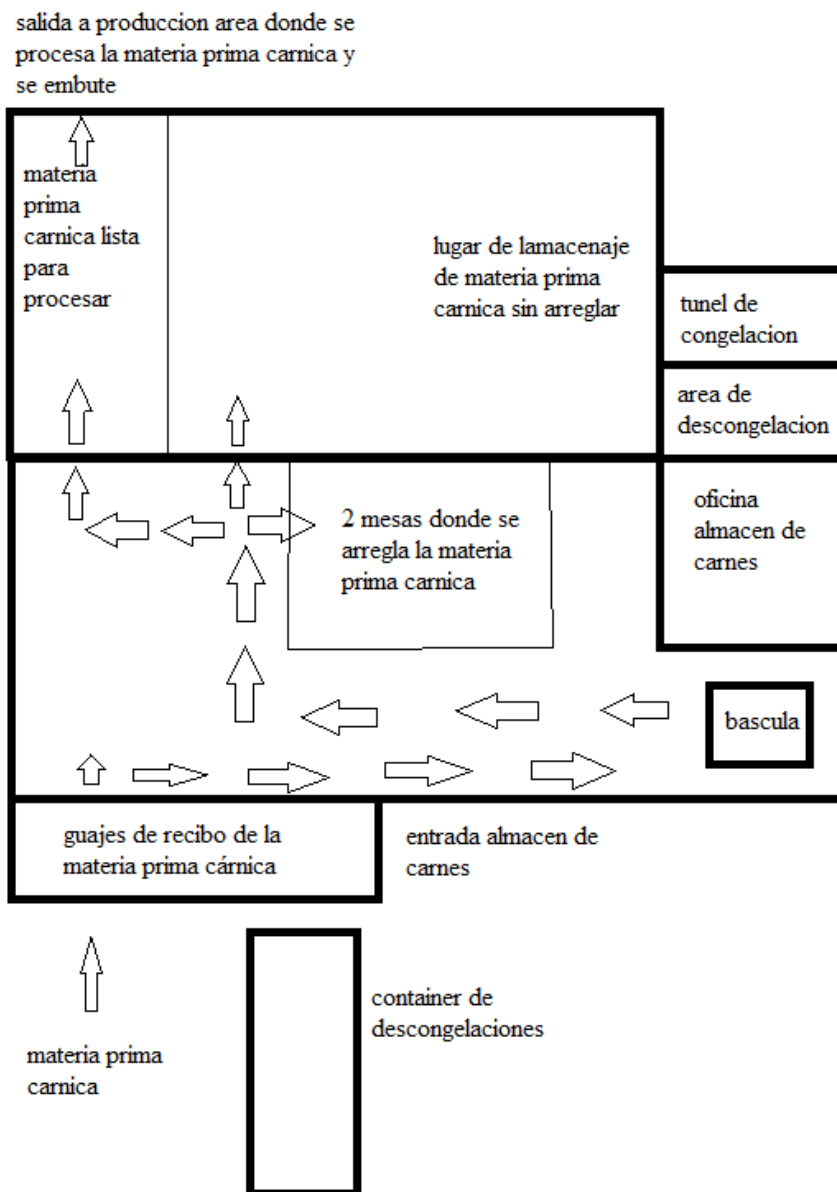 salida a produccion area donde se
procesa la materia prima carnica y
se embute
materia
prima
carnica lista
para
procesar
lugar de lamacenaje
de materia prima
carnica sin arreglar
tunel de
congelacion
area de
descongelacion
2 mesas donde se
arregla la materia
prima carnica
oficina
almacen de
carnes
bascula
guajes de recibo de la
materia prima cárnica
entrada almacen de
carnes
container de
descongelaciones
materia prima
carnica